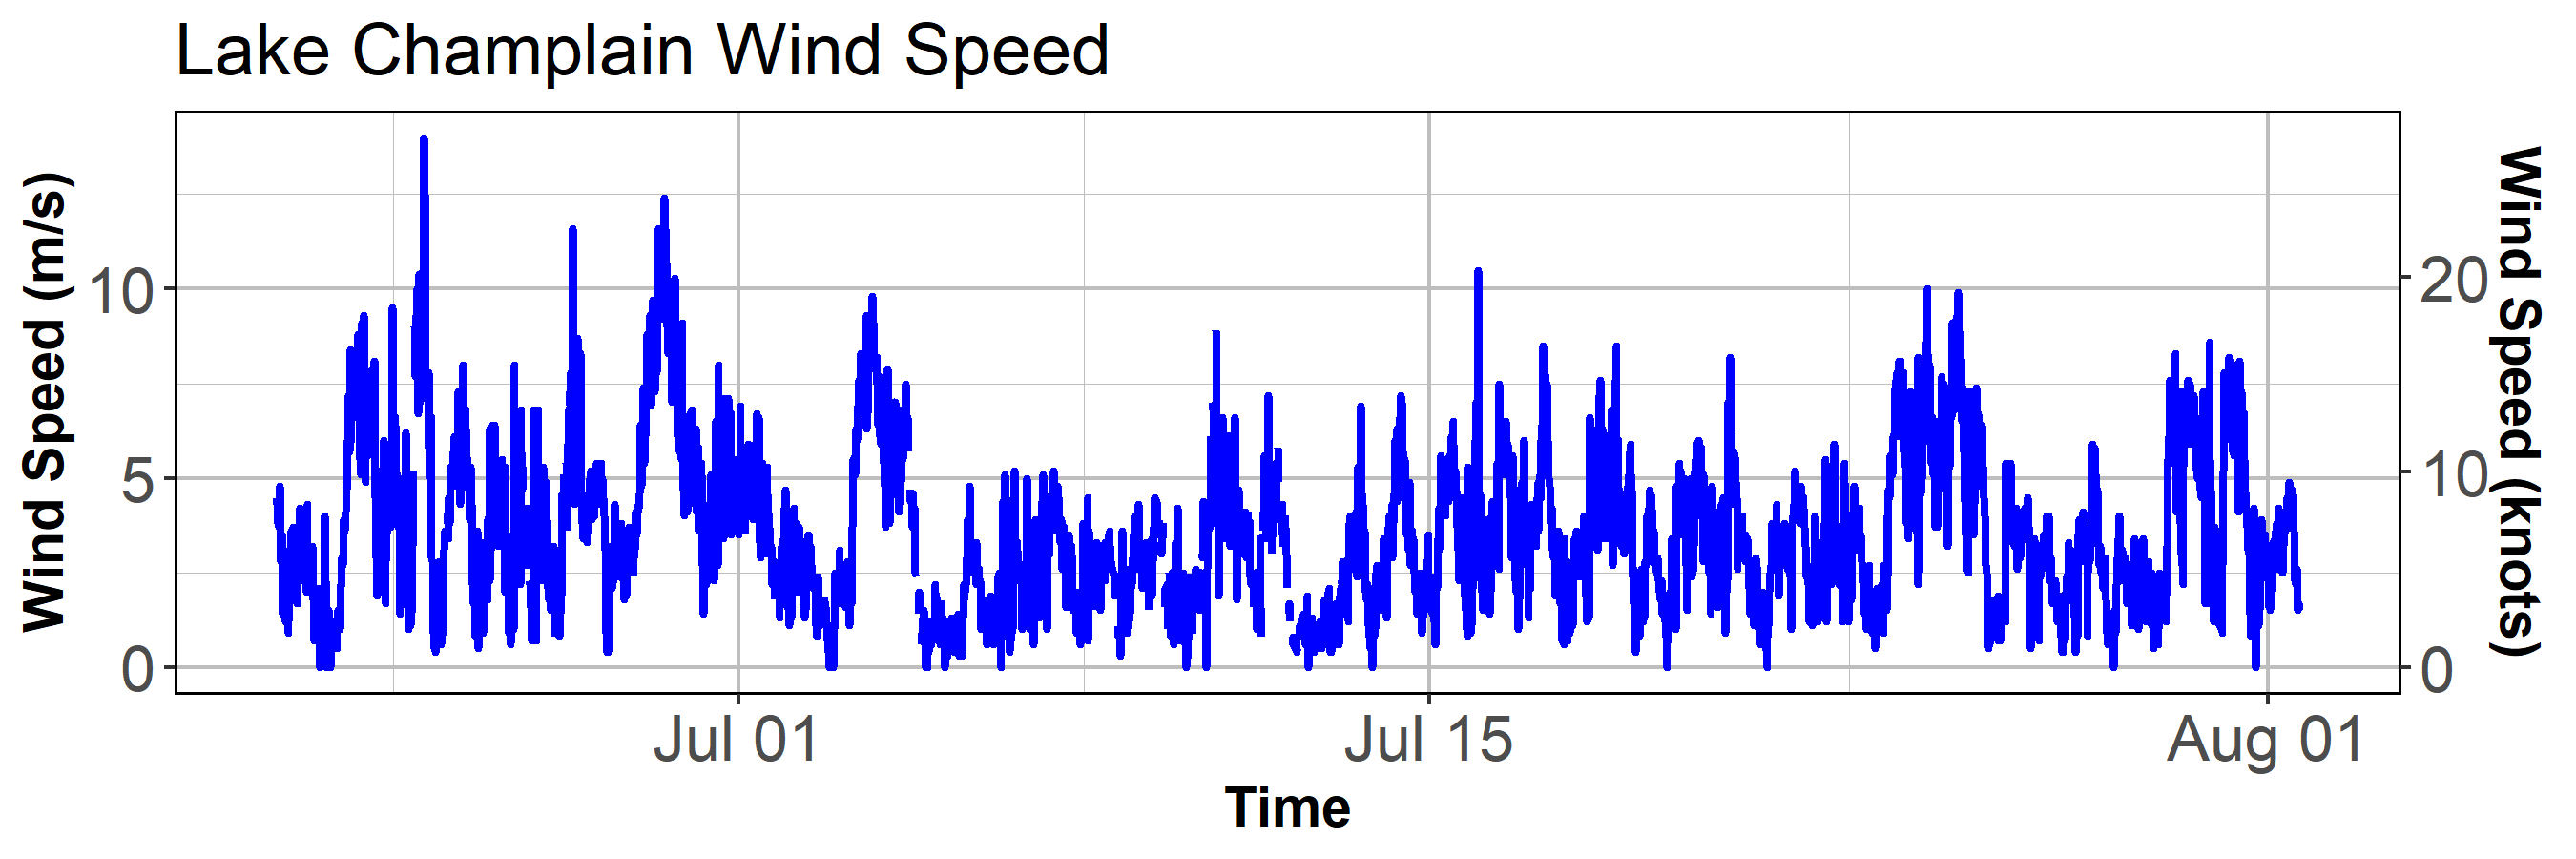 Lake Champlain Wind Speed
Wind Speed (m/s)
10
5
0
20
10
0
Wind Speed (knots)
Jul 01
Jul 15
Aug 01
Time